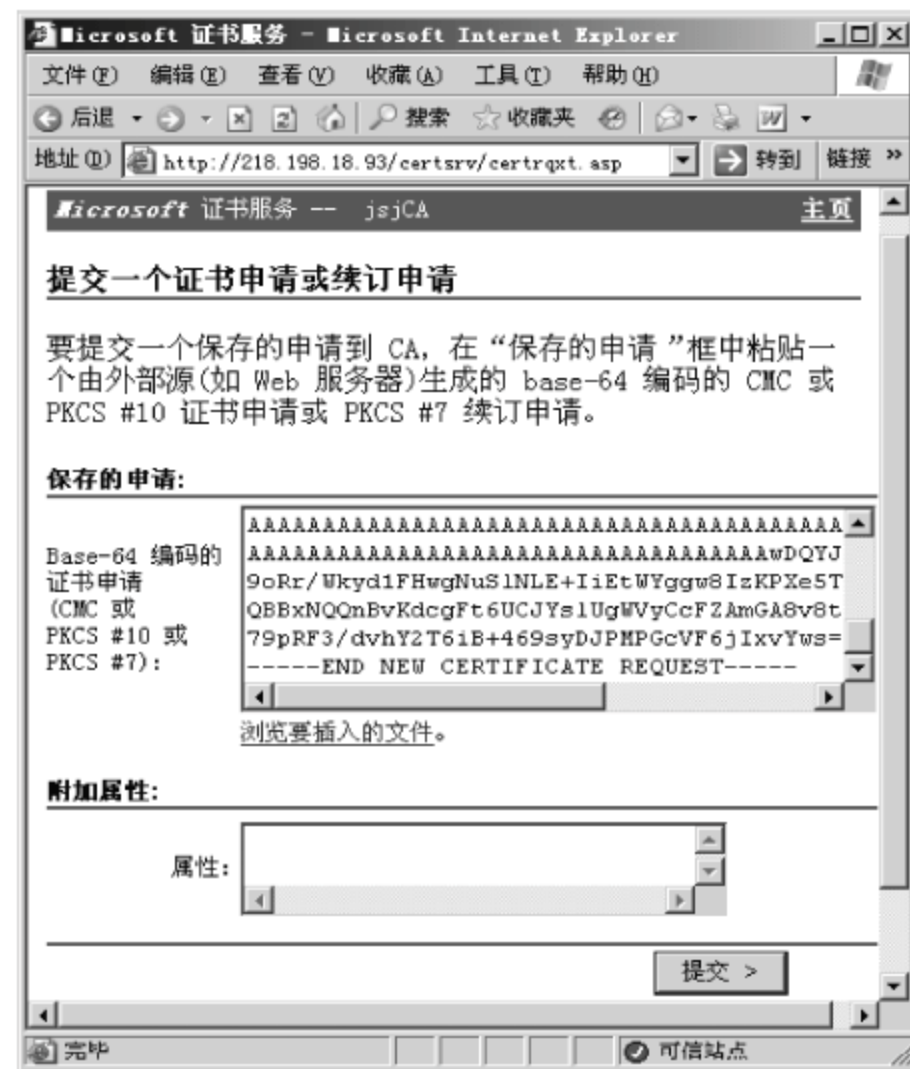 Microsoft 证书服务 - Microsoft Internet Explorer
文件(F) 编辑(E) 查看(V) 收藏(A) 工具(T) 帮助(H)
后退 搜索 收藏夹
地址(D) http://218.198.18.93/certsrv/certrqxt.asp 转到 链接 »
Microsoft 证书服务 -- jsjCA 主页
提交一个证书申请或续订申请
要提交一个保存的申请到 CA，在“保存的申请”框中粘贴一
个由外部源(如 Web 服务器)生成的 base-64 编码的 CMC 或
PKCS #10 证书申请或 PKCS #7 续订申请。
保存的申请:
Base-64 编码的
证书申请
(CMC 或
PKCS #10 或
PKCS #7):
AAAAAAAAAAAAAAAAAAAAAAAAAAAAAAAAAAAAAAAA
AAAAAAAAAAAAAAAAAAAAAAAAAAAAAAAAAAAwDQYJ
9oRr/Wkyd1FHwgNuSlNLE+IiEtWYggw8IzKPXe5T
QBBxNQQnBvKdcgFt6UCJYslUgWVyCcFZAmGA8v8t
79pRF3/dvhY2T6iB+469syDJPMPGcVF6jIxvYws=
-----END NEW CERTIFICATE REQUEST-----
浏览要插入的文件。
附加属性:
属性:
提交 >
完毕 可信站点